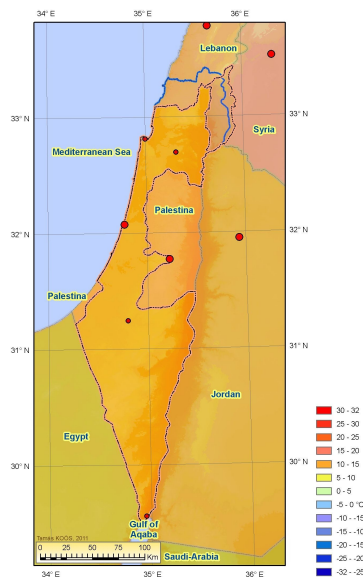 34° E 35° E 36° E
Lebanon
33° N 33° N
Syria
Mediterranean Sea
Palestina
32° N 32° N
Palestina
31° N 31° N
Jordan
Egypt
30° N 30° N
Gulf of
Aqaba
Tamás KOÓS, 2011
0 25 50 75 100
Km
Saudi-Arabia
34° E 35° E 36° E
30 - 32
25 - 30
20 - 25
15 - 20
10 - 15
5 - 10
0 - 5
-5 - 0 °C
-10 - -5
-15 - -10
-20 - -15
-25 - -20
-32 - -25